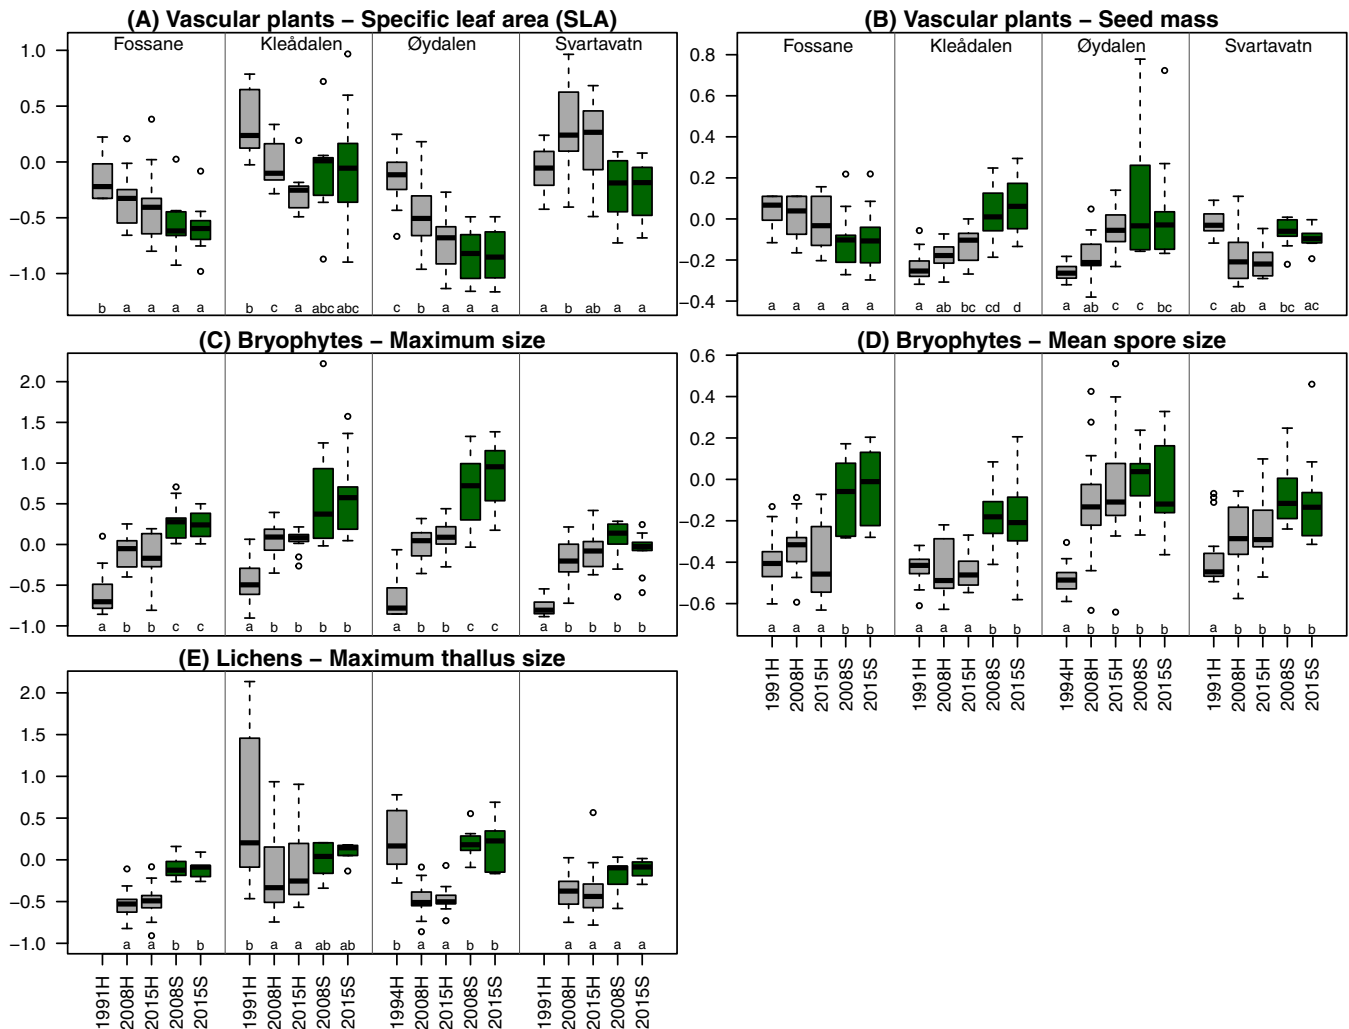 (A) Vascular plants – Specific leaf area (SLA)
Fossane Kleådalen Øydalen Svartavatn
1.0
0.5
0.0
−0.5
−1.0
b a a a a b c a abc abc c b a a a a b ab a a
(B) Vascular plants – Seed mass
Fossane Kleådalen Øydalen Svartavatn
0.8
0.6
0.4
0.2
0.0
−0.2
−0.4
a a a a a a ab bc cd d a ab c c bc c ab a bc ac
(C) Bryophytes – Maximum size
2.0
1.5
1.0
0.5
0.0
−0.5
−1.0
a b b c c a b b b b a b b c c a b b b b
(D) Bryophytes – Mean spore size
0.6
0.4
0.2
0.0
−0.2
−0.4
−0.6
a a a b b a a a b b a b b b b a b b b b
1991H 2008H 2015H 2008S 2015S 1991H 2008H 2015H 2008S 2015S 1994H 2008H 2015H 2008S 2015S 1991H 2008H 2015H 2008S 2015S
(E) Lichens – Maximum thallus size
2.0
1.5
1.0
0.5
0.0
−0.5
−1.0
a a b b b a a ab ab b a a b b a a a a
1991H 2008H 2015H 2008S 2015S 1991H 2008H 2015H 2008S 2015S 1994H 2008H 2015H 2008S 2015S 1991H 2008H 2015H 2008S 2015S